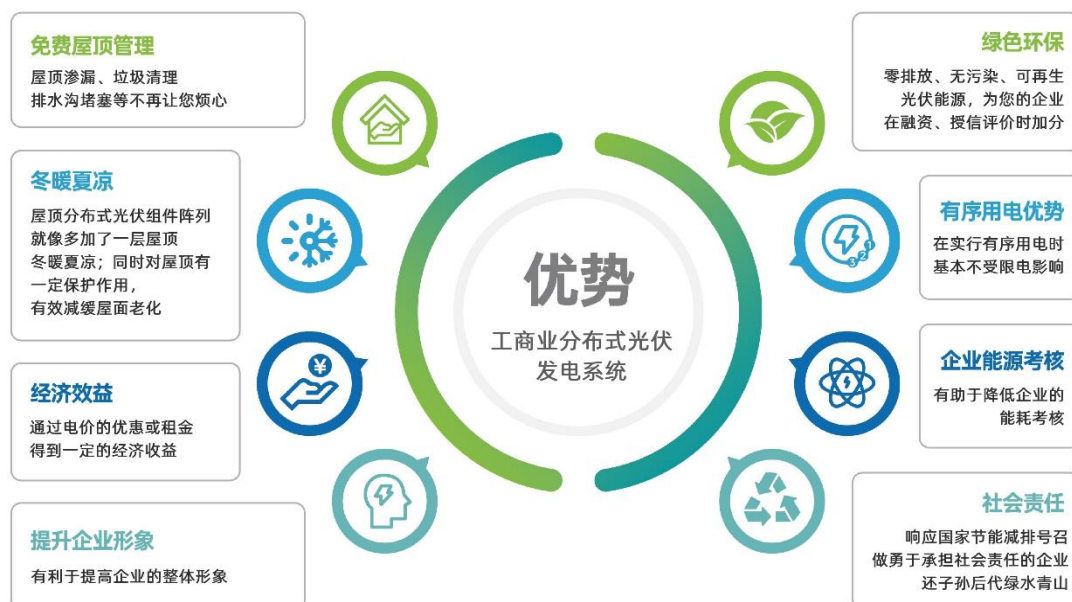 免费屋顶管理
屋顶渗漏、垃圾清理
排水沟堵塞等不再让您烦心
冬暖夏凉
屋顶分布式光伏组件阵列
就像多加了一层屋顶
冬暖夏凉；同时对屋顶有
一定保护作用，
有效减缓屋面老化
经济效益
通过电价的优惠或租金
得到一定的经济收益
提升企业形象
有利于提高企业的整体形象
¥
优势
工商业分布式光伏
发电系统
绿色环保
零排放、无污染、可再生
光伏能源，为您的企业
在融资、授信评价时加分
有序用电优势
在实行有序用电时
基本不受限电影响
1
2
3
企业能源考核
有助于降低企业的
能耗考核
社会责任
响应国家节能减排号召
做勇于承担社会责任的企业
还子孙后代绿水青山